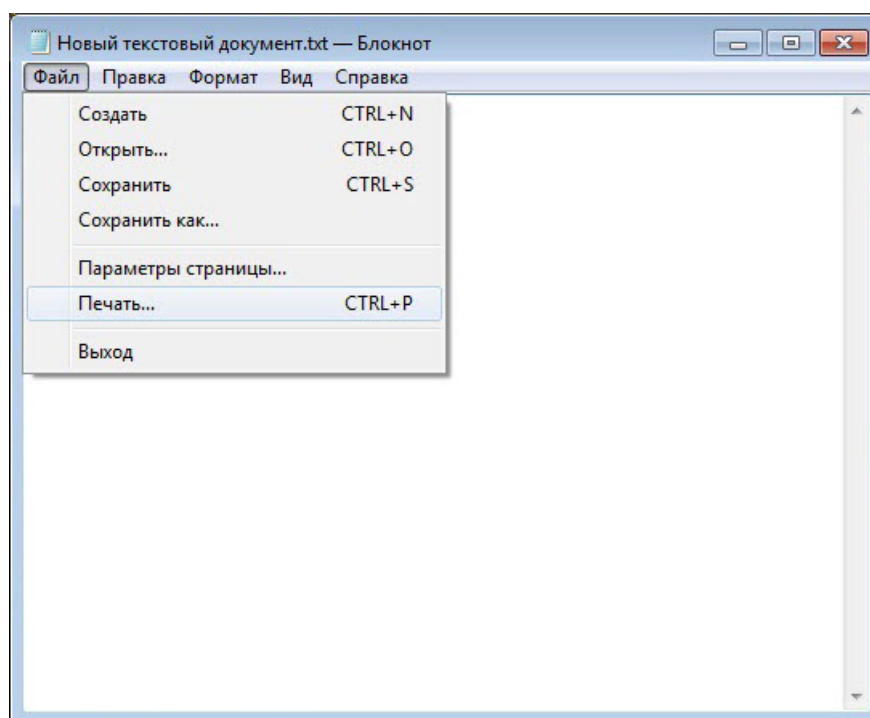 Новый текстовый документ.txt — Блокнот
Файл Правка Формат Вид Справка
Создать CTRL+N
Открыть... CTRL+O
Сохранить CTRL+S
Сохранить как...
Параметры страницы...
Печать... CTRL+P
Выход